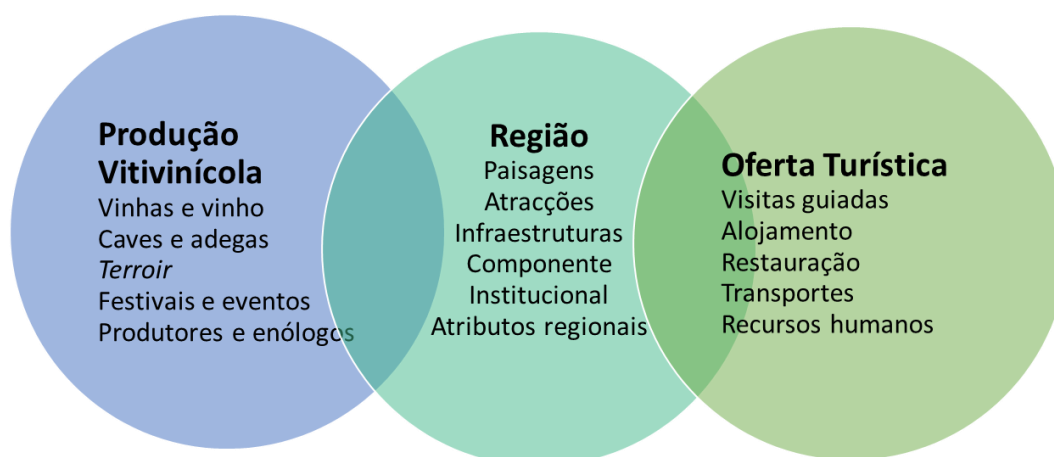 Produção
Vitivinícola
Vinhas e vinho
Caves e adegas
Terroir
Festivais e eventos
Produtores e enólogos
Região
Paisagens
Atracções
Infraestruturas
Componente
Institucional
Atributos regionais
Oferta Turística
Visitas guiadas
Alojamento
Restauração
Transportes
Recursos humanos